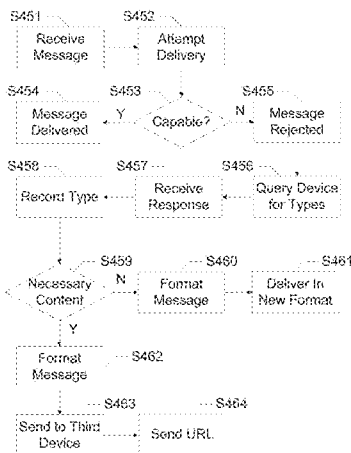 S451
S452
Receive
Message
Attempt
Delivery
S454
S453
S455
Message
Delivered
Y
Capable?
N
Message
Rejected
S458
S457
S456
Record Type
Receive
Response
Query Device
for Types
S459
S460
S461
Necessary
Content
N
Format
Message
Deliver In
New Format
Y
Format
Message
S462
S463
S464
Send to Third
Device
Send URL